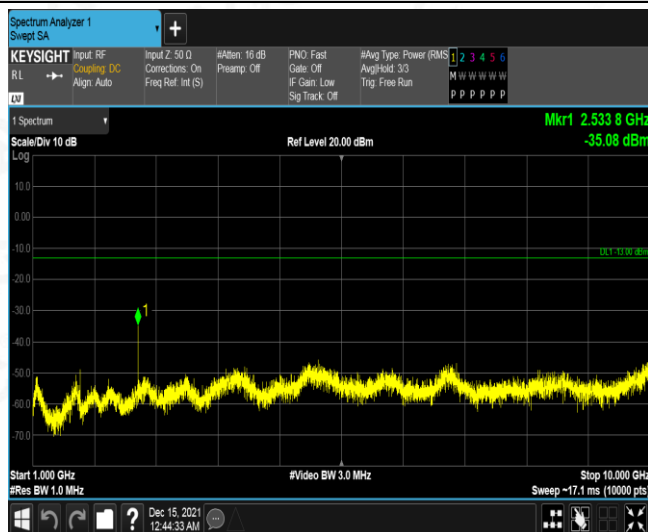 Spectrum Analyzer 1
Swept SA
+
KEYSIGHT
RL
LXI
Input: RF
Coupling: DC
Align: Auto
Input Z: 50 Ω
Corrections: On
Freq Ref: Int (S)
#Atten: 16 dB
Preamp: Off
PNO: Fast
Gate: Off
IF Gain: Low
Sig Track: Off
#Avg Type: Power (RMS
Avg|Hold: 3/3
Trig: Free Run
1 2 3 4 5 6
M W W W W W
P P P P P P
1 Spectrum
Mkr1 2.533 8 GHz
Scale/Div 10 dB
Ref Level 20.00 dBm
-35.08 dBm
Log
10.0
0.00
-10.0
DL1 -13.00 dBm
-20.0
-30.0
1
-40.0
-50.0
-60.0
-70.0
Start 1.000 GHz
#Video BW 3.0 MHz
Stop 10.000 GHz
#Res BW 1.0 MHz
Sweep ~17.1 ms (10000 pts)
?
Dec 15, 2021
12:44:33 AM